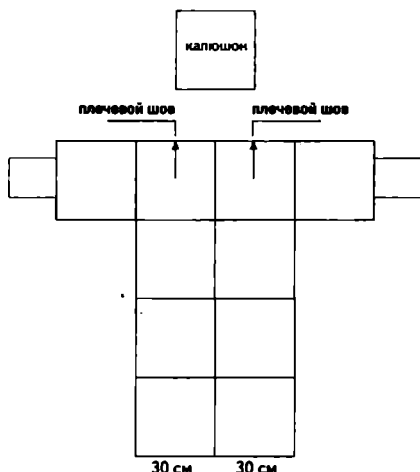 капюшон
плечевой шов плечевой шов
30 см 30 см